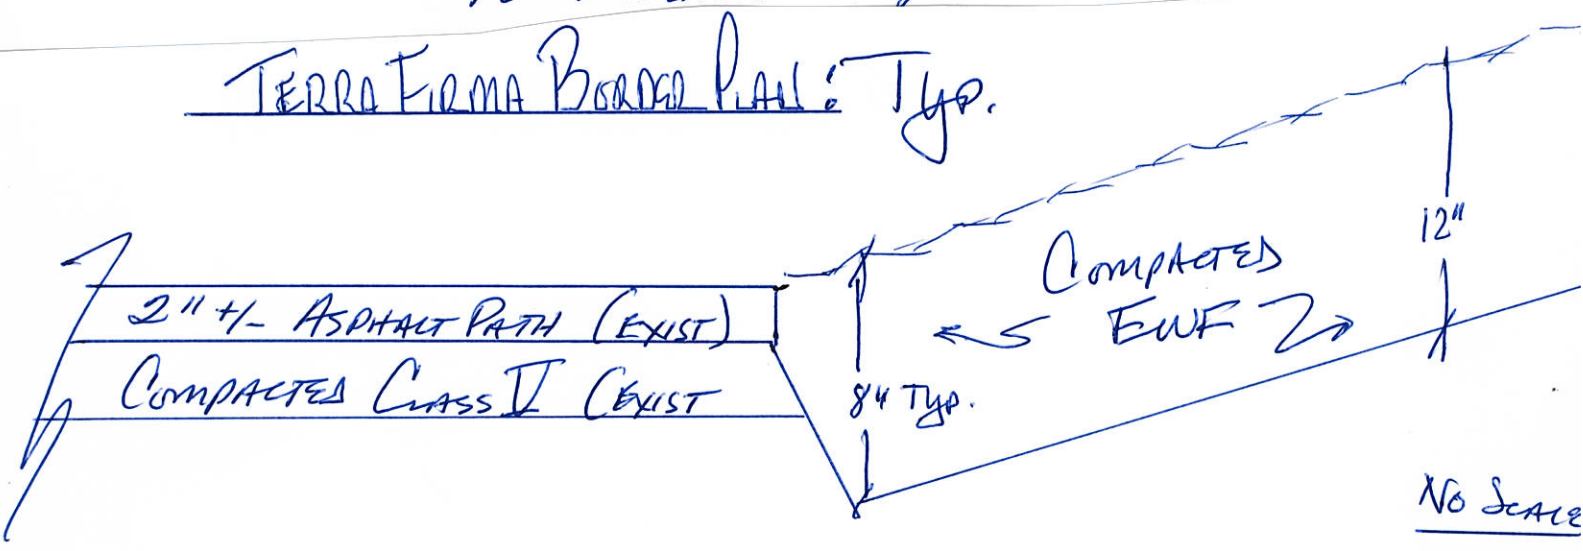 TERRA FIRMA BORDER PLAN: Typ.
12"
COMPACTED
EWF
2" +/- ASPHALT PATH (EXIST)
COMPACTED CLASS II (EXIST
8" Typ.
NO SCALE